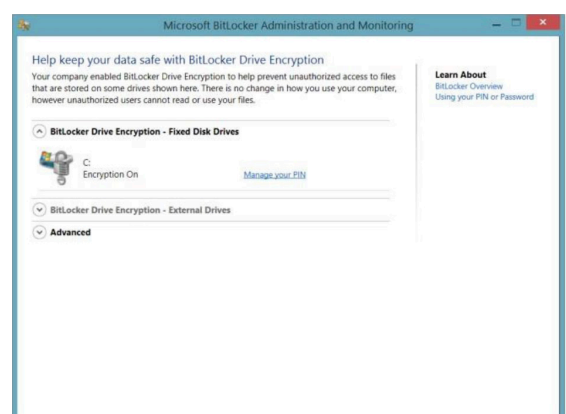 Microsoft BitLocker Administration and Monitoring
Help keep your data safe with BitLocker Drive Encryption
Your company enabled BitLocker Drive Encryption to help prevent unauthorized access to files
that are stored on some drives shown here. There is no change in how you use your computer,
however unauthorized users cannot read or use your files.
Learn About
BitLocker Overview
Using your PIN or Password
BitLocker Drive Encryption - Fixed Disk Drives
C:
Encryption On
Manage your PIN
BitLocker Drive Encryption - External Drives
Advanced